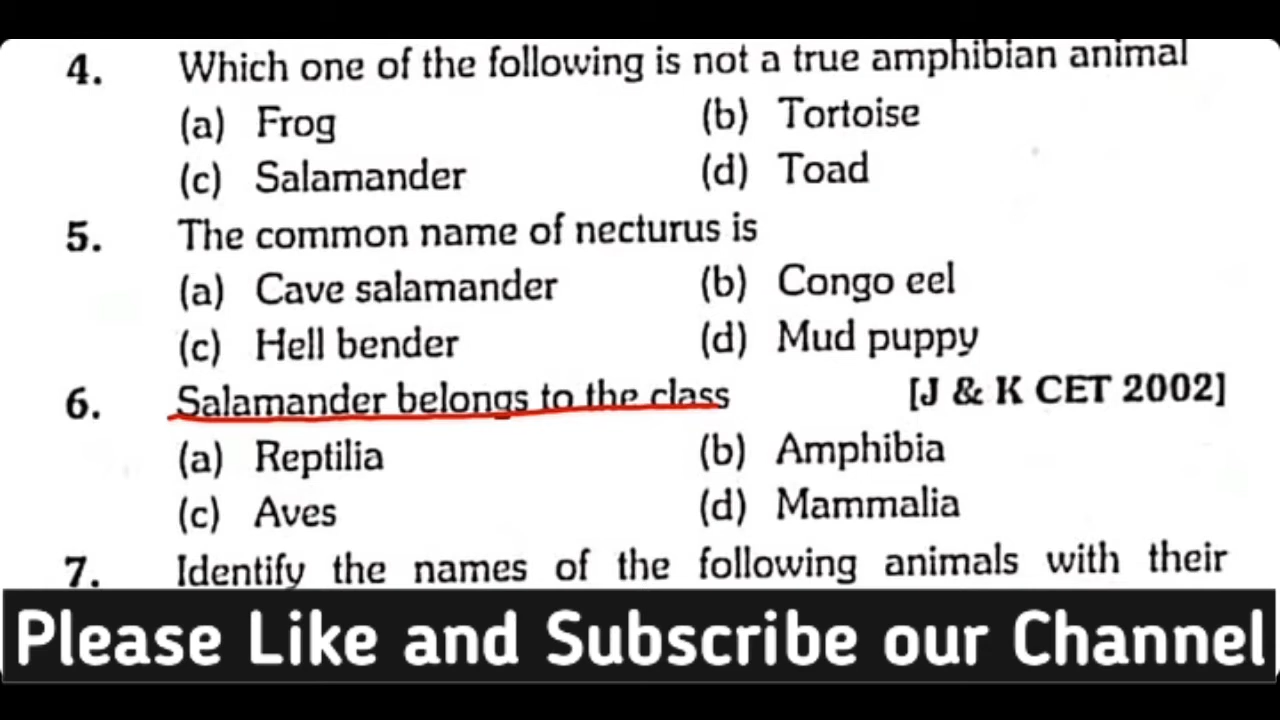 4. Which one of the following is not a true amphibian animal
(a) Frog (b) Tortoise
(c) Salamander (d) Toad
5. The common name of necturus is
(a) Cave salamander (b) Congo eel
(c) Hell bender (d) Mud puppy
6. Salamander belongs to the class [J & K CET 2002]
(a) Reptilia (b) Amphibia
(c) Aves (d) Mammalia
7. Identify the names of the following animals with their
Please Like and Subscribe our Channel